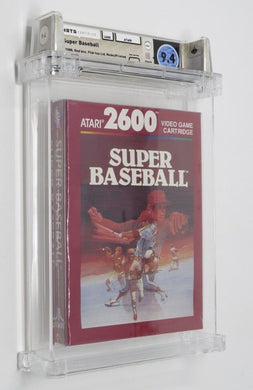 Super Baseball
9.4
ATARI 2600 VIDEO GAME
CARTRIDGE
SUPER
BASEBALL
SUPER BASEBALL